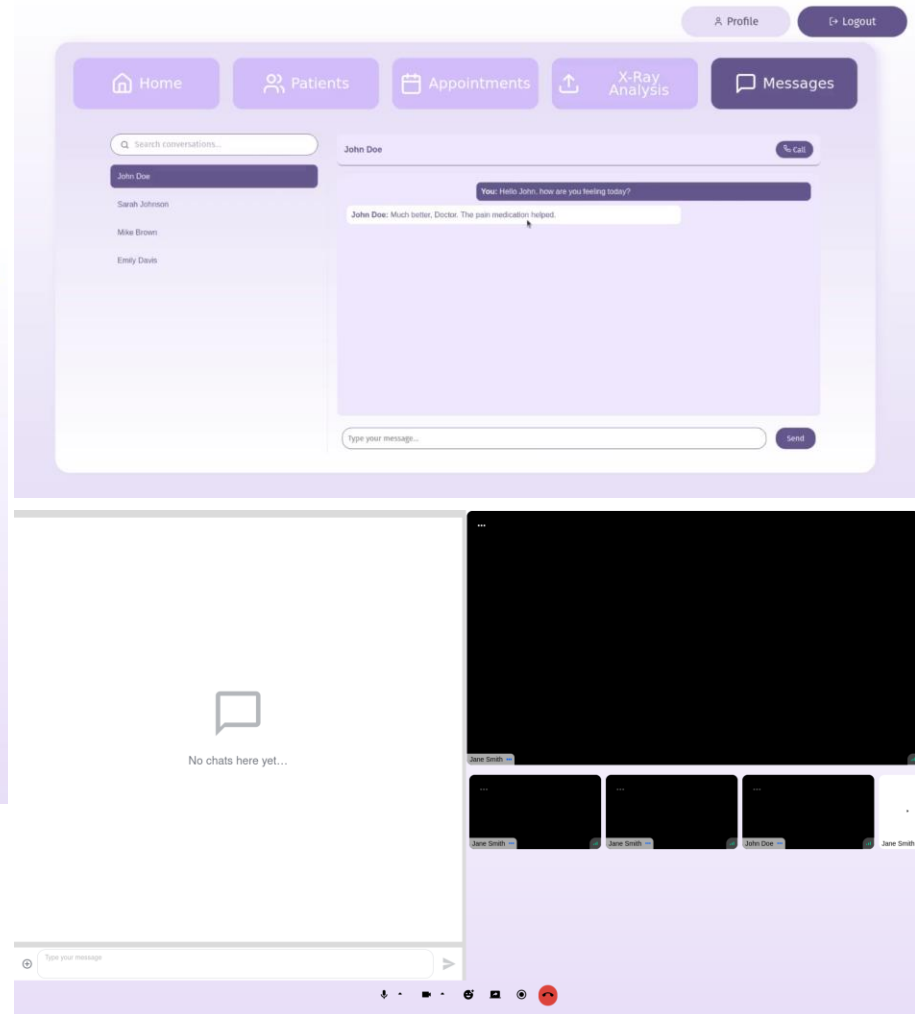 Profile
Logout
Home
Patients
Appointments
X-Ray
Analysis
Messages
Search conversations...
John Doe
Sarah Johnson
Mike Brown
Emily Davis
John Doe
Call
You: Hello John, how are you feeling today?
John Doe: Much better, Doctor. The pain medication helped.
Type your message...
Send
No chats here yet...
Type your message
Jane Smith
Jane Smith
Jane Smith
John Doe
Jane Smith